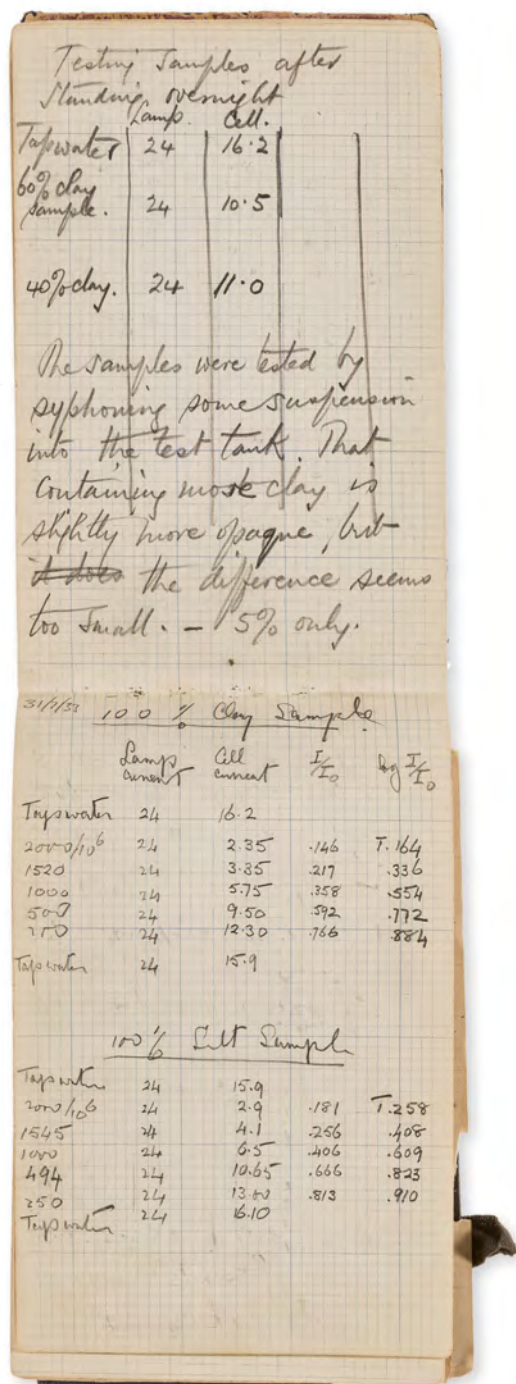 Testing Samples after
Standing overnight
Lamp. Cell.
Tapwater 24 16.2
60% clay
sample. 24 10.5
40% clay. 24 11.0
The samples were tested by
syphoning some suspension
into the test tank. That
containing most clay is
slightly more opaque, but
it does the difference seems
too small. – 5% only.
31/7/53 100 % Clay Sample
Lamp current Cell current I/I₀ log I/I₀
Tapswater 24 16.2
2000/10⁶ 24 2.35 .146 1̄.164
1520 24 3.35 .217 .336
1000 24 5.75 .358 .554
500 24 9.50 .592 .772
250 24 12.30 .766 .884
Tapswater 24 15.9
100% Silt Sample
Tapswater 24 15.9
2000/10⁶ 24 2.9 .181 1̄.258
1545 24 4.1 .256 .408
1000 24 6.5 .406 .609
494 24 10.65 .666 .823
250 24 13.00 .813 .910
Tapswater 24 16.10